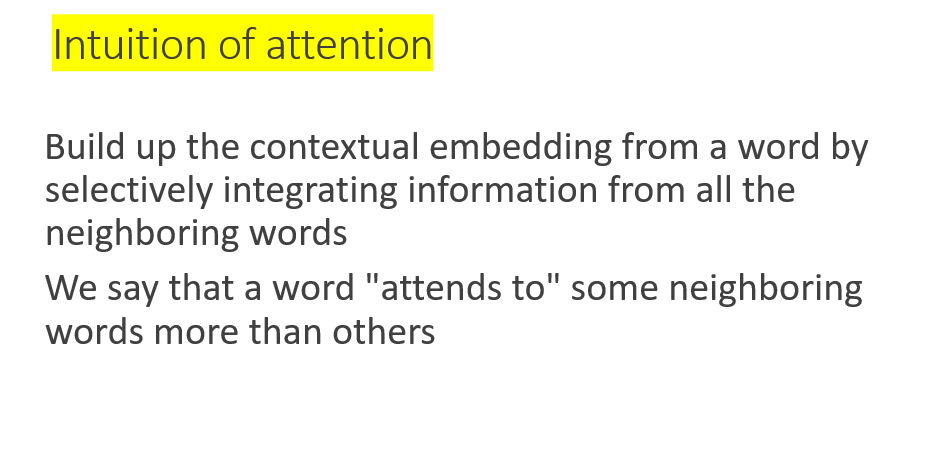 Intuition of attention
Build up the contextual embedding from a word by
selectively integrating information from all the
neighboring words
We say that a word "attends to" some neighboring
words more than others